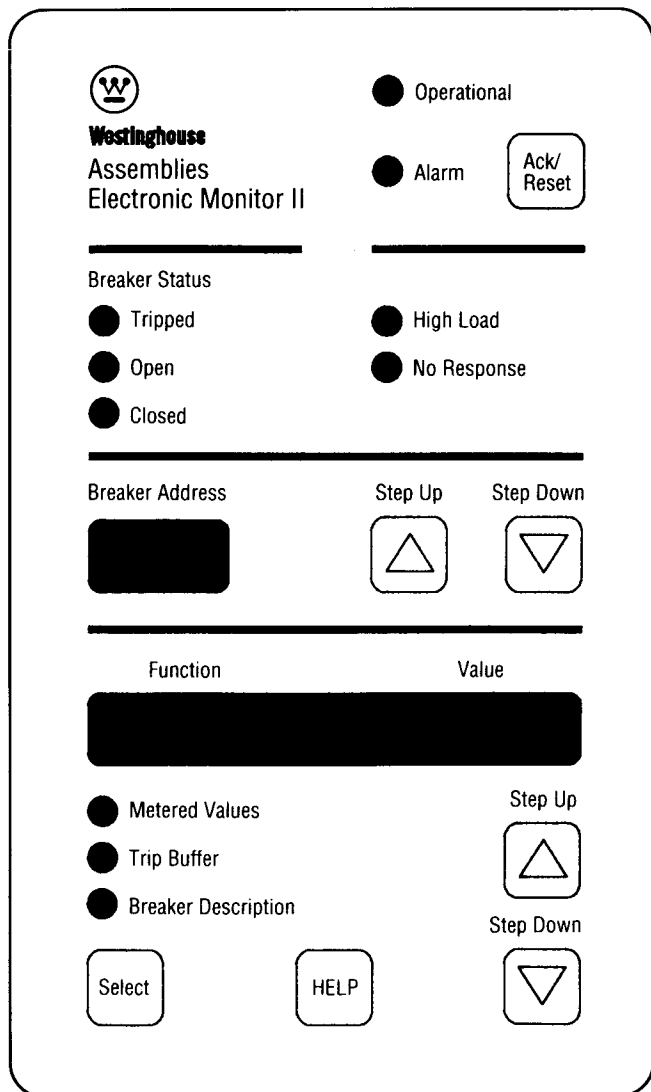 Westinghouse
Assemblies
Electronic Monitor II
Operational
Alarm
Ack/
Reset
Breaker Status
Tripped
Open
Closed
High Load
No Response
Breaker Address
Step Up
Step Down
Function
Value
Metered Values
Trip Buffer
Breaker Description
Step Up
Step Down
Select
HELP